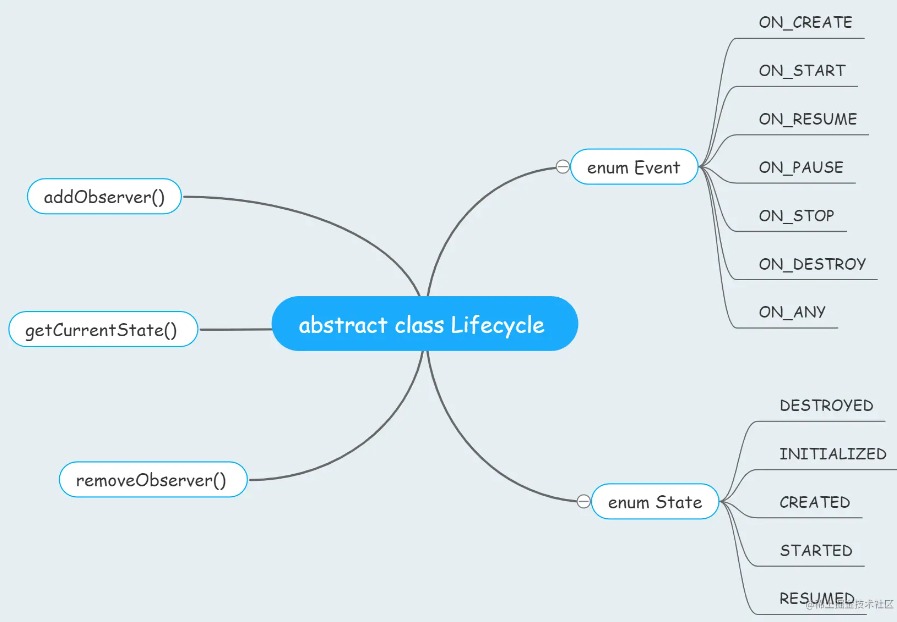 abstract class Lifecycle
addObserver()
getCurrentState()
removeObserver()
enum Event
ON_CREATE
ON_START
ON_RESUME
ON_PAUSE
ON_STOP
ON_DESTROY
ON_ANY
enum State
DESTROYED
INITIALIZED
CREATED
STARTED
RESUMED
@稀土掘金技术社区